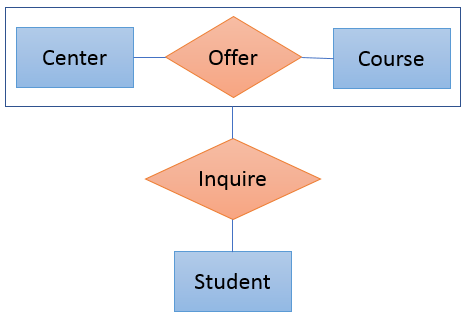 Center
Offer
Course
Inquire
Student